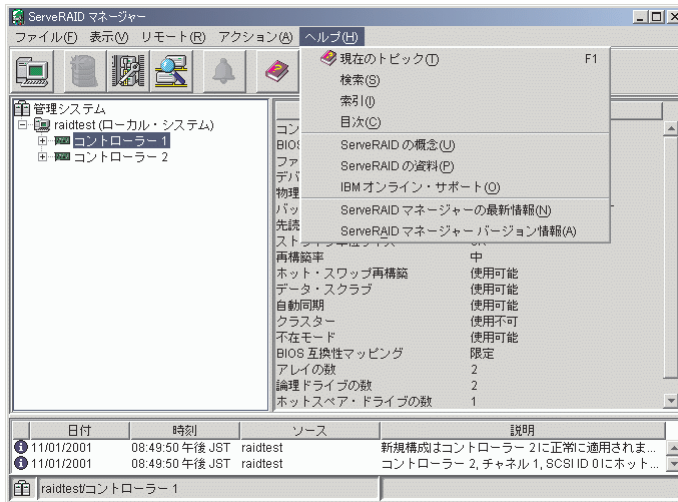 ServeRAID マネージャー
ファイル(F) 表示(V) リモート(R) アクション(A) ヘルプ(H)
現在のトピック(T) F1
検索(S)
索引(I)
目次(C)
ServeRAID の概念(U)
ServeRAID の資料(P)
IBM オンライン・サポート(O)
ServeRAID マネージャーの最新情報(N)
ServeRAID マネージャー バージョン情報(A)
管理システム
raidtest (ローカル・システム)
コントローラー 1
コントローラー 2
コン
BIOS
ファ
デバ
物理
バッ
先読
再構築率 中
ホット・スワップ再構築 使用可能
データ・スクラブ 使用可能
自動同期 使用可能
クラスター 使用不可
不在モード 使用可能
BIOS 互換性マッピング 限定
アレイの数 2
論理ドライブの数 2
ホットスペア・ドライブの数 1
日付 時刻 ソース 説明
11/01/2001 08:49:50 午後 JST raidtest 新規構成はコントローラー 2に正常に適用されま...
11/01/2001 08:49:50 午後 JST raidtest コントローラー 2, チャネル 1, SCSI ID 0にホット...
raidtest/コントローラー 1